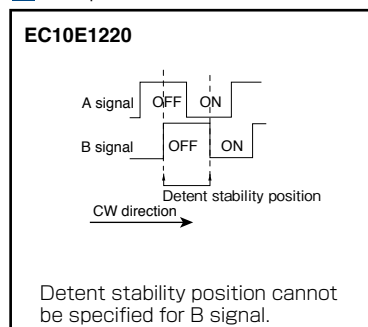 EC10E1220
A signal OFF ON
B signal OFF ON
Detent stability position
CW direction
Detent stability position cannot
be specified for B signal.